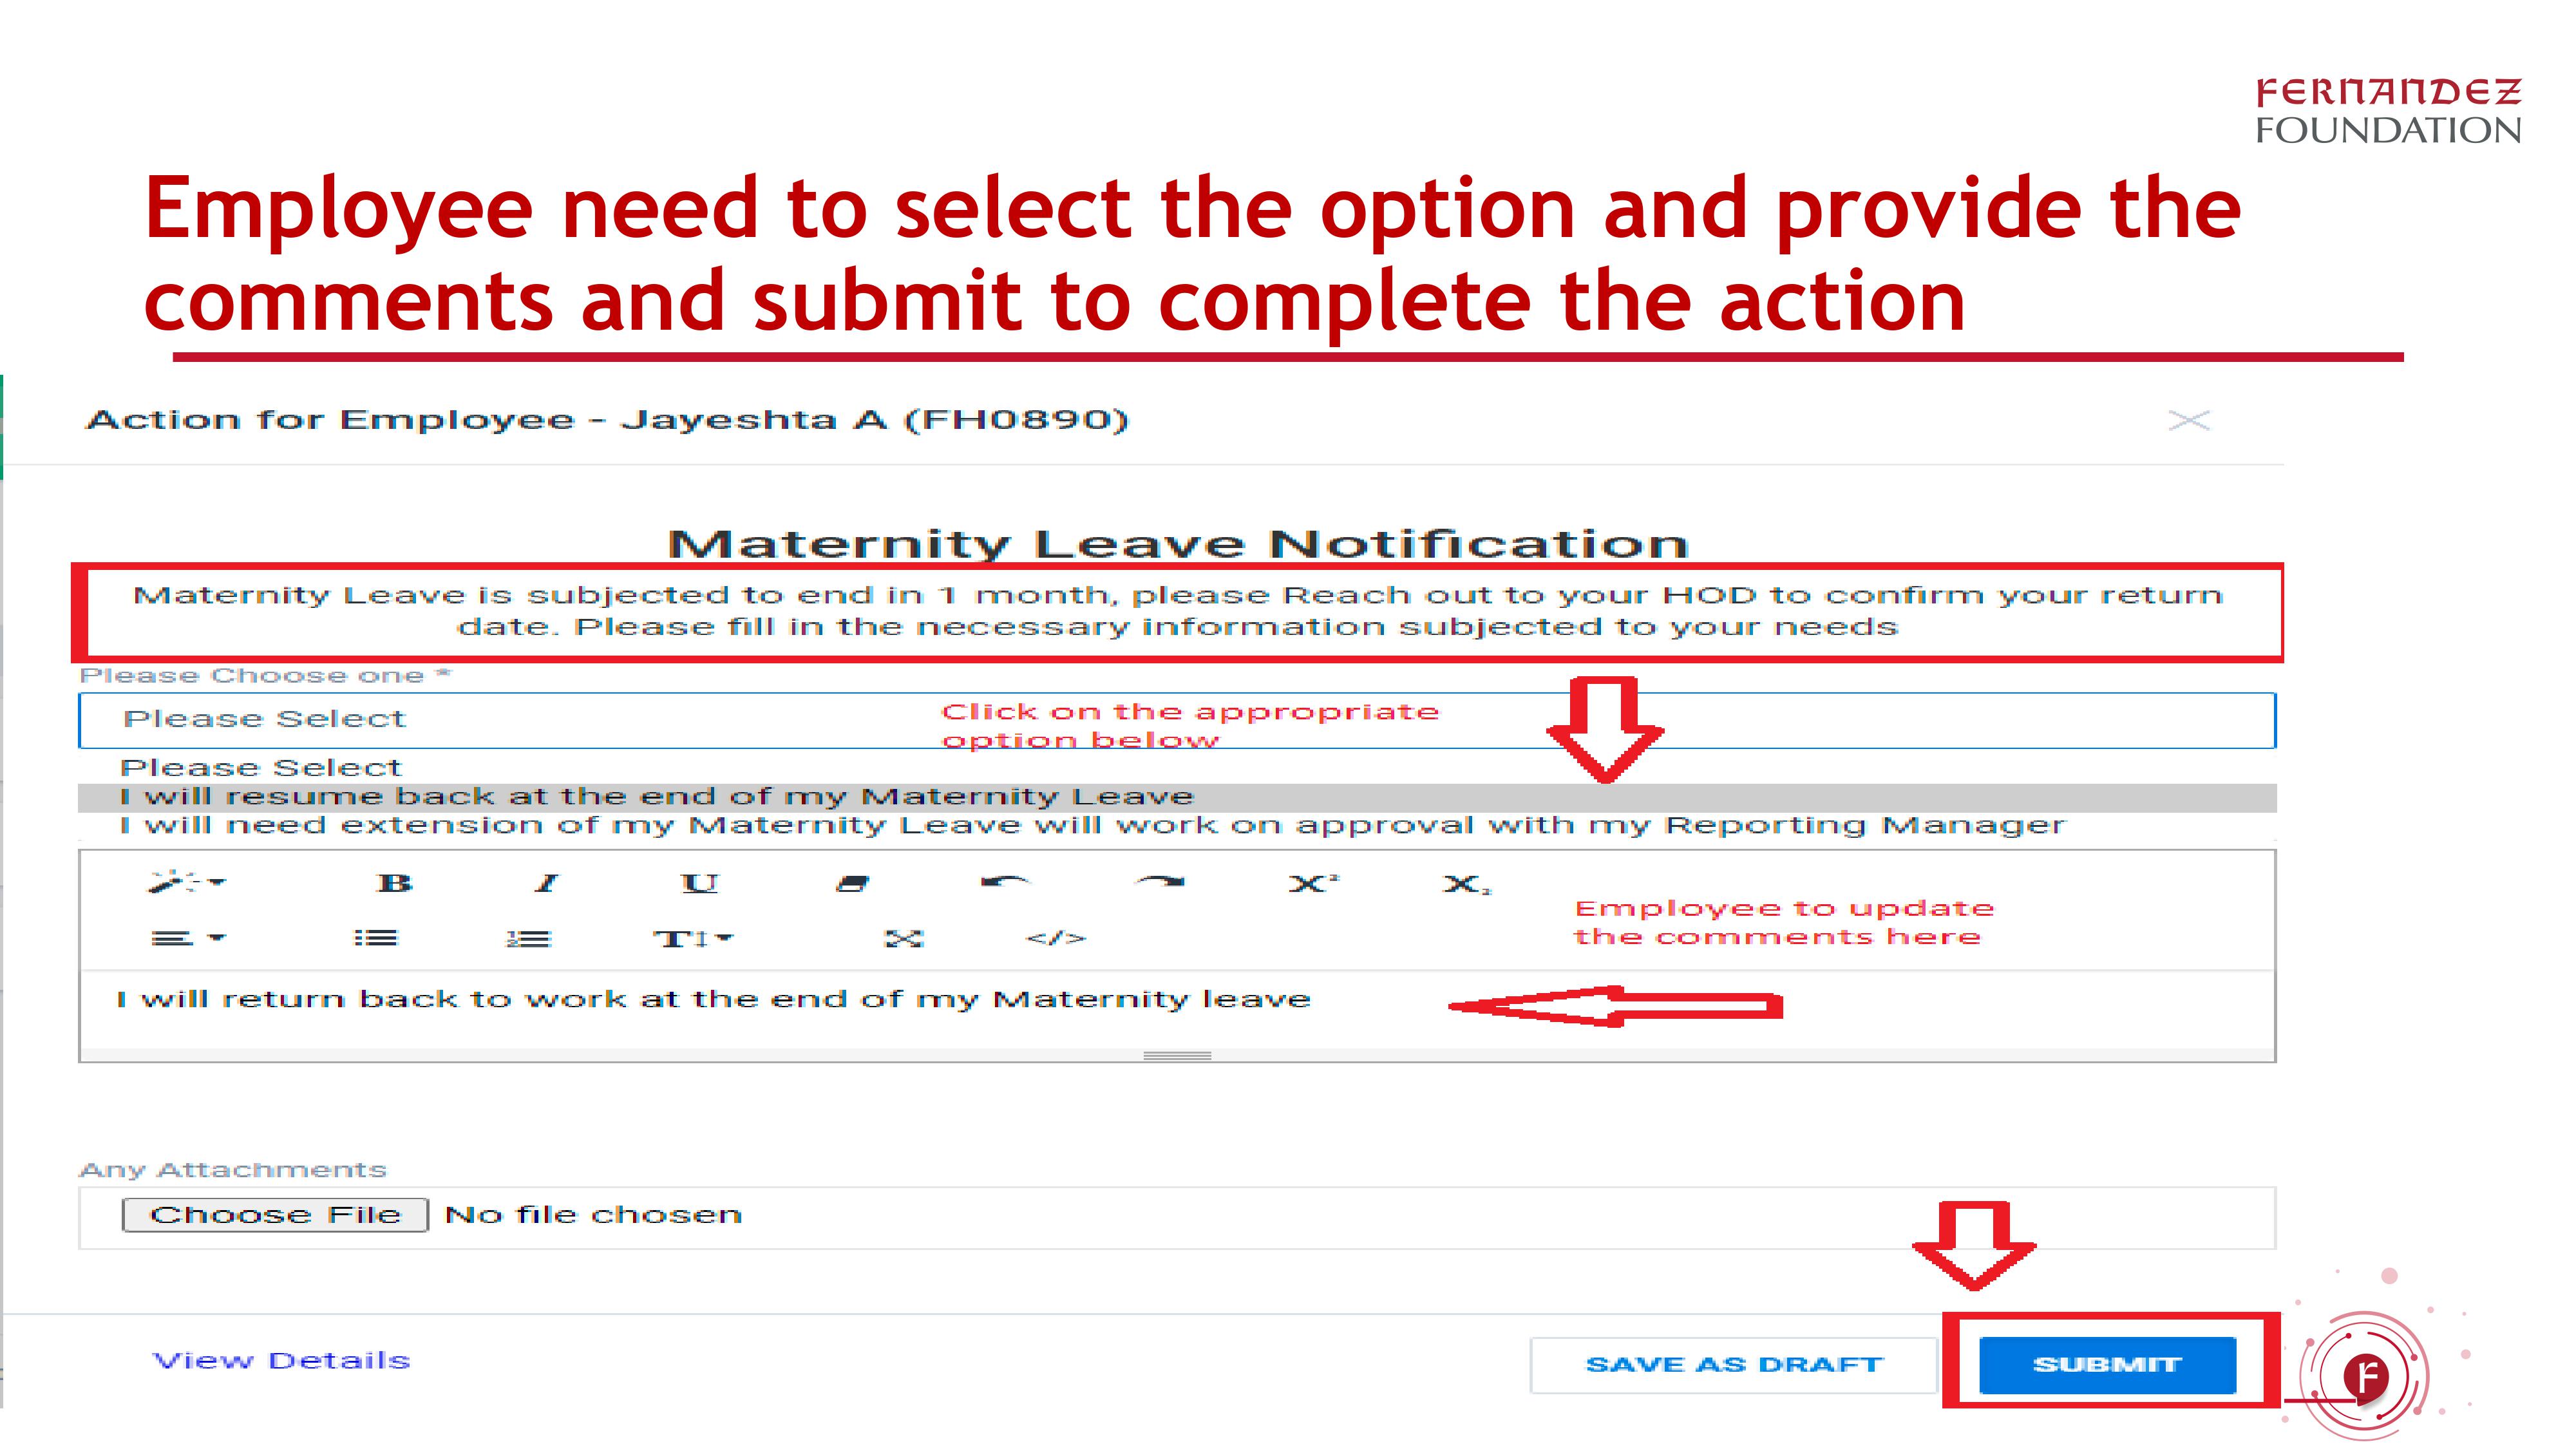 FERNANDEZ
FOUNDATION
Employee need to select the option and provide the
comments and submit to complete the action
Action for Employee - Jayeshta A (FH0890)
Maternity Leave Notification
Maternity Leave is subjected to end in 1 month, please Reach out to your HOD to confirm your return
date. Please fill in the necessary information subjected to your needs
Please Choose one *
Please Select
Click on the appropriate
option below
Please Select
I will resume back at the end of my Maternity Leave
I will need extension of my Maternity Leave will work on approval with my Reporting Manager
B I U X² X₂
T
</>
Employee to update
the comments here
I will return back to work at the end of my Maternity leave
Any Attachments
Choose File No file chosen
View Details
SAVE AS DRAFT
SUBMIT
F